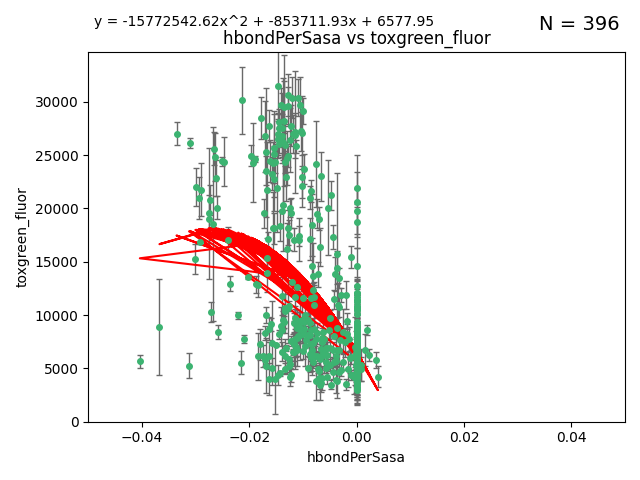 y = -15772542.62x^2 + -853711.93x + 6577.95
N = 396
hbondPerSasa vs toxgreen_fluor
toxgreen_fluor
30000
25000
20000
15000
10000
5000
0
−0.04
−0.02
0.00
0.02
0.04
hbondPerSasa